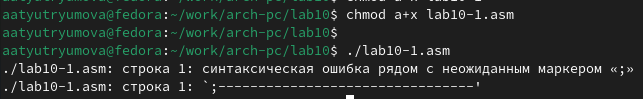 aatyutryumova@fedora:~/work/arch-pc/lab10$ chmod a+x lab10-1.asm
aatyutryumova@fedora:~/work/arch-pc/lab10$
aatyutryumova@fedora:~/work/arch-pc/lab10$ ./lab10-1.asm
./lab10-1.asm: строка 1: синтаксическая ошибка рядом с неожиданным маркером «;»
./lab10-1.asm: строка 1: `;--------------------------------'